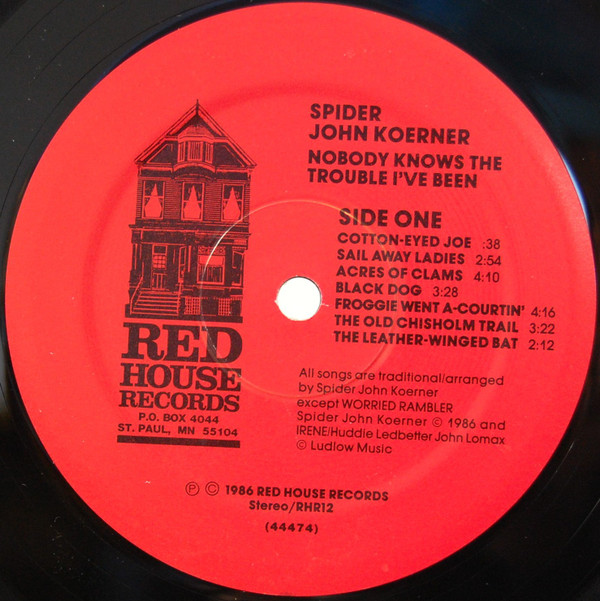 SPIDER
JOHN KOERNER
NOBODY KNOWS THE
TROUBLE I'VE BEEN
SIDE ONE
COTTON-EYED JOE :38
SAIL AWAY LADIES 2:54
ACRES OF CLAMS 4:10
BLACK DOG 3:28
FROGGIE WENT A-COURTIN' 4:16
THE OLD CHISHOLM TRAIL 3:22
THE LEATHER-WINGED BAT 2:12
RED
HOUSE
RECORDS
P.O. BOX 4044
ST. PAUL, MN 55104
All songs are traditional/arranged
by Spider John Koerner
except WORRIED RAMBLER
Spider John Koerner © 1986 and
IRENE/Huddie Ledbetter John Lomax
© Ludlow Music
℗ © 1986 RED HOUSE RECORDS
Stereo/RHR12
(44474)